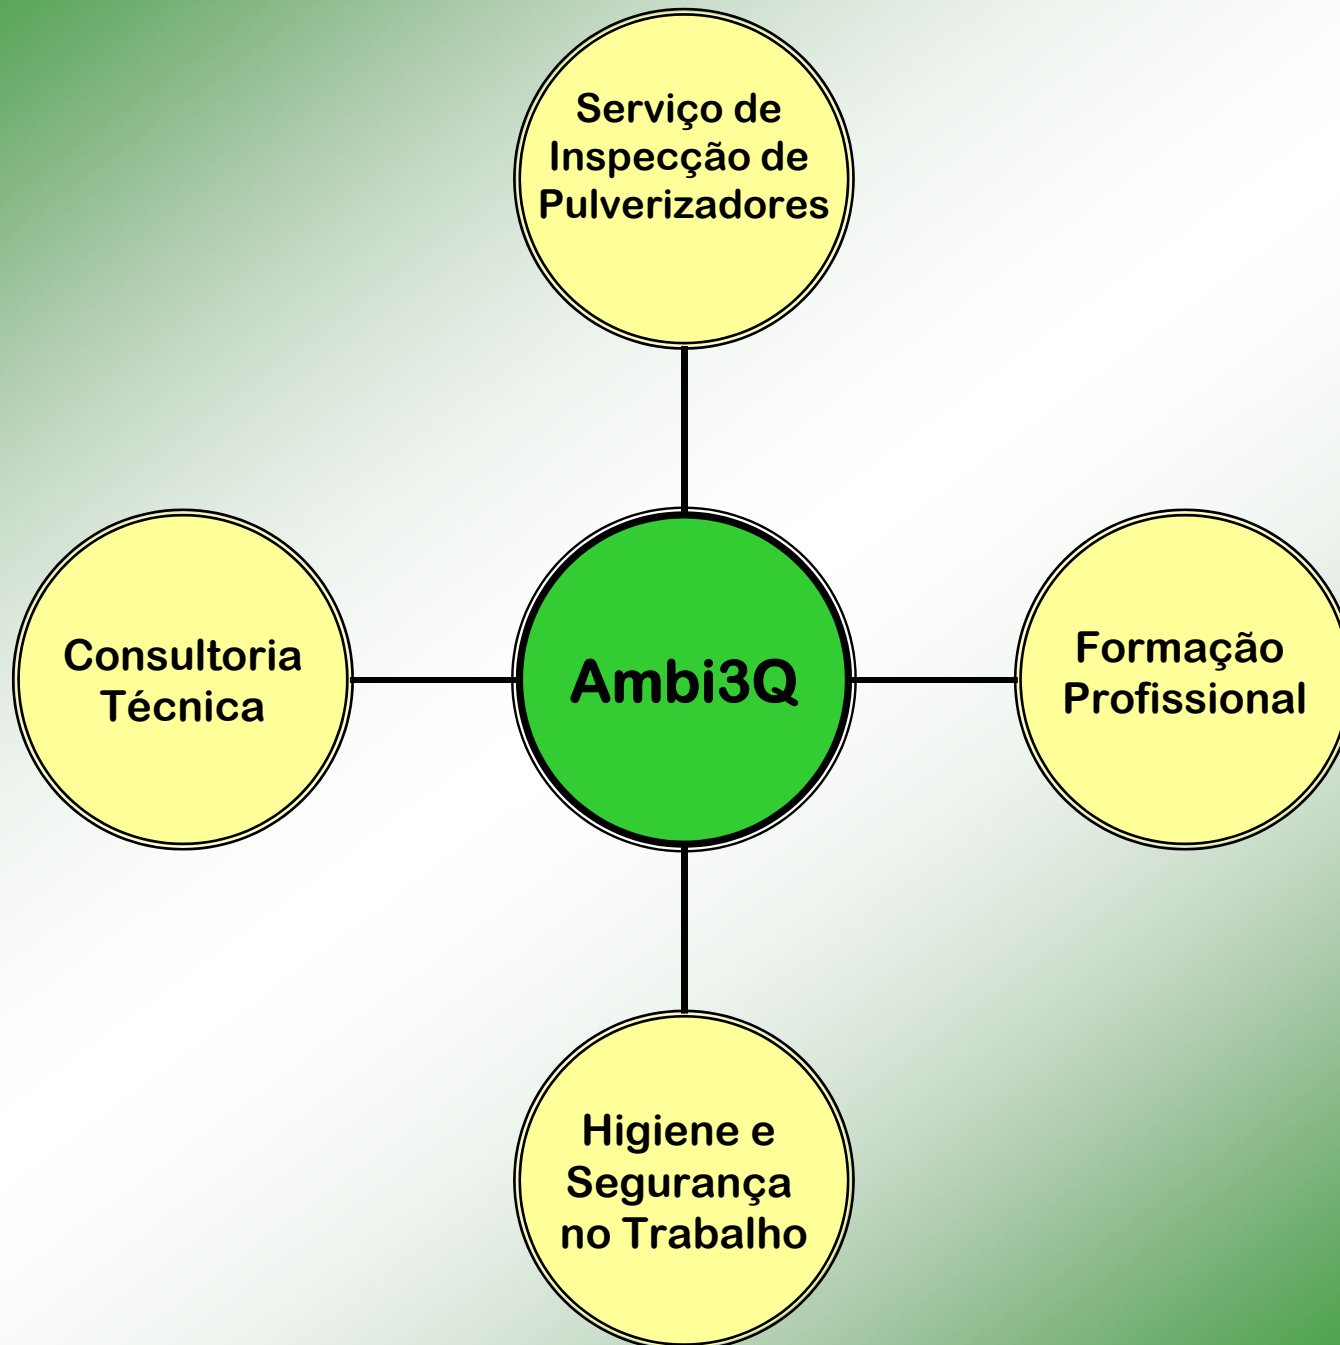 Serviço de
Inspecção de
Pulverizadores
Consultoria
Técnica
Ambi3Q
Formação
Profissional
Higiene e
Segurança
no Trabalho